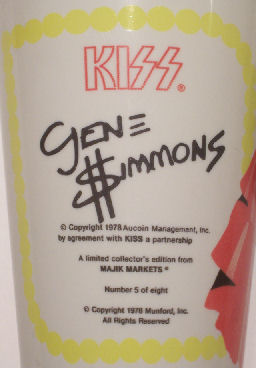 KISS®
GENE
$IMMONS
© Copyright 1978 Aucoin Management, Inc.
by agreement with KISS a partnership
A limited collector's edition from
MAJIK MARKETS ®
Number 5 of eight
© Copyright 1978 Munford, Inc.
All Rights Reserved